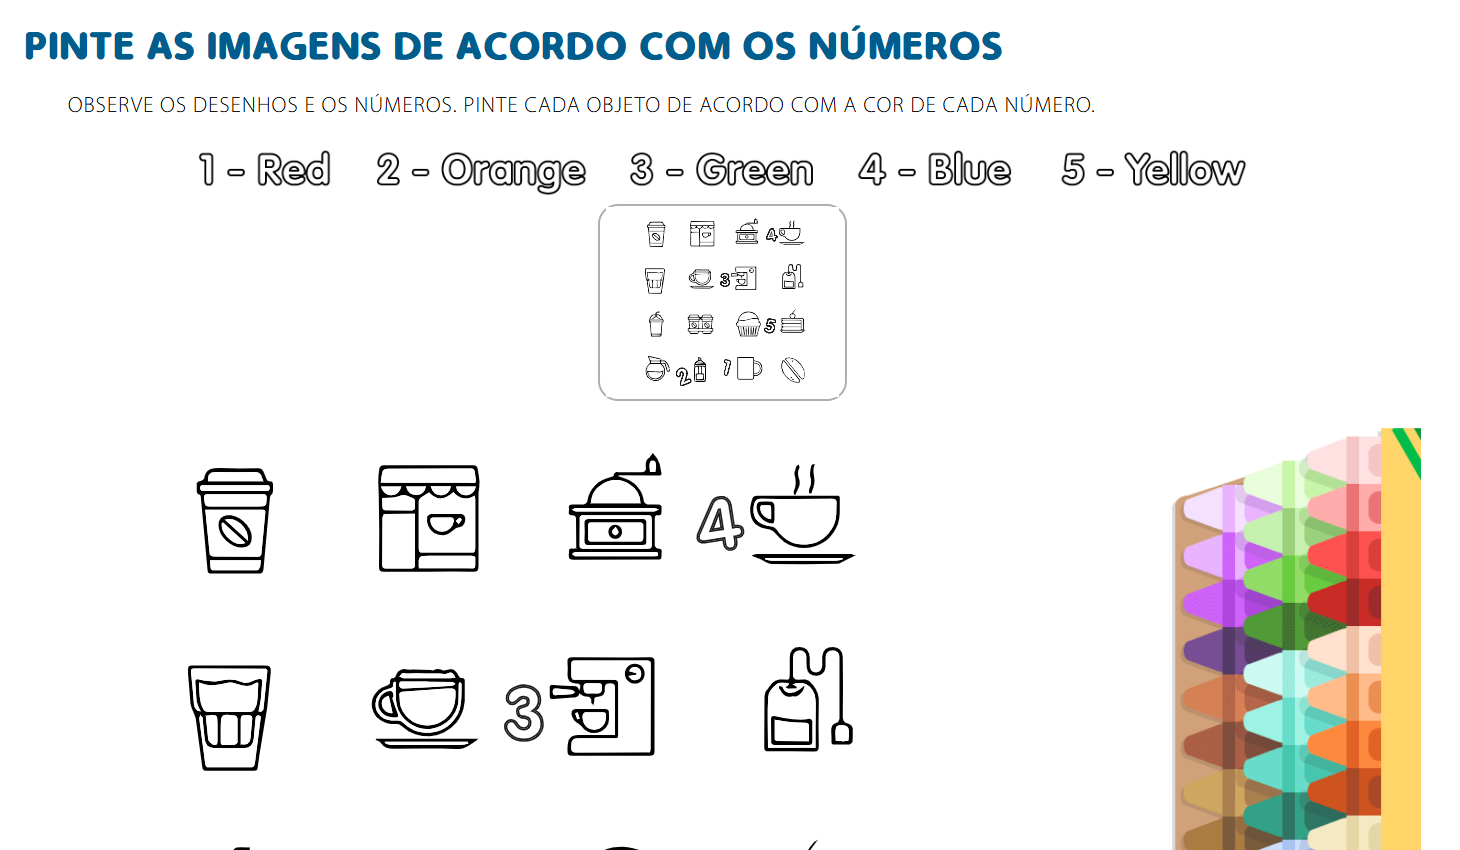 PINTE AS IMAGENS DE ACORDO COM OS NÚMEROS
OBSERVE OS DESENHOS E OS NÚMEROS. PINTE CADA OBJETO DE ACORDO COM A COR DE CADA NÚMERO.
1 - Red 2 - Orange 3 - Green 4 - Blue 5 - Yellow
4
3
5
2 1
4
3